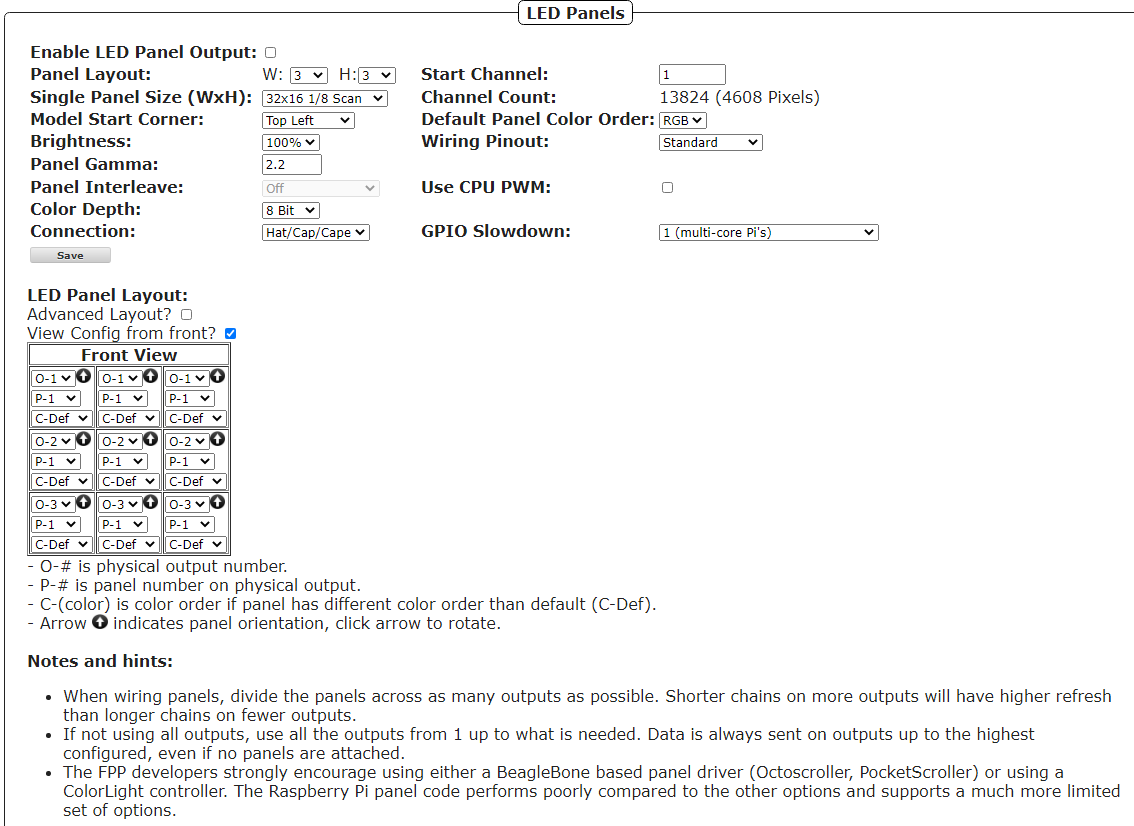 LED Panels
Enable LED Panel Output:
Panel Layout: W: 3 H: 3 Start Channel: 1
Single Panel Size (WxH): 32x16 1/8 Scan Channel Count: 13824 (4608 Pixels)
Model Start Corner: Top Left Default Panel Color Order: RGB
Brightness: 100% Wiring Pinout: Standard
Panel Gamma: 2.2
Panel Interleave: Off Use CPU PWM:
Color Depth: 8 Bit
Connection: Hat/Cap/Cape GPIO Slowdown: 1 (multi-core Pi's)
Save
LED Panel Layout:
Advanced Layout?
View Config from front?
Front View
O-1 O-1 O-1
P-1 P-1 P-1
C-Def C-Def C-Def
O-2 O-2 O-2
P-1 P-1 P-1
C-Def C-Def C-Def
O-3 O-3 O-3
P-1 P-1 P-1
C-Def C-Def C-Def
- O-# is physical output number.
- P-# is panel number on physical output.
- C-(color) is color order if panel has different color order than default (C-Def).
- Arrow indicates panel orientation, click arrow to rotate.
Notes and hints:
• When wiring panels, divide the panels across as many outputs as possible. Shorter chains on more outputs will have higher refresh
than longer chains on fewer outputs.
• If not using all outputs, use all the outputs from 1 up to what is needed. Data is always sent on outputs up to the highest
configured, even if no panels are attached.
• The FPP developers strongly encourage using either a BeagleBone based panel driver (Octoscroller, PocketScroller) or using a
ColorLight controller. The Raspberry Pi panel code performs poorly compared to the other options and supports a much more limited
set of options.